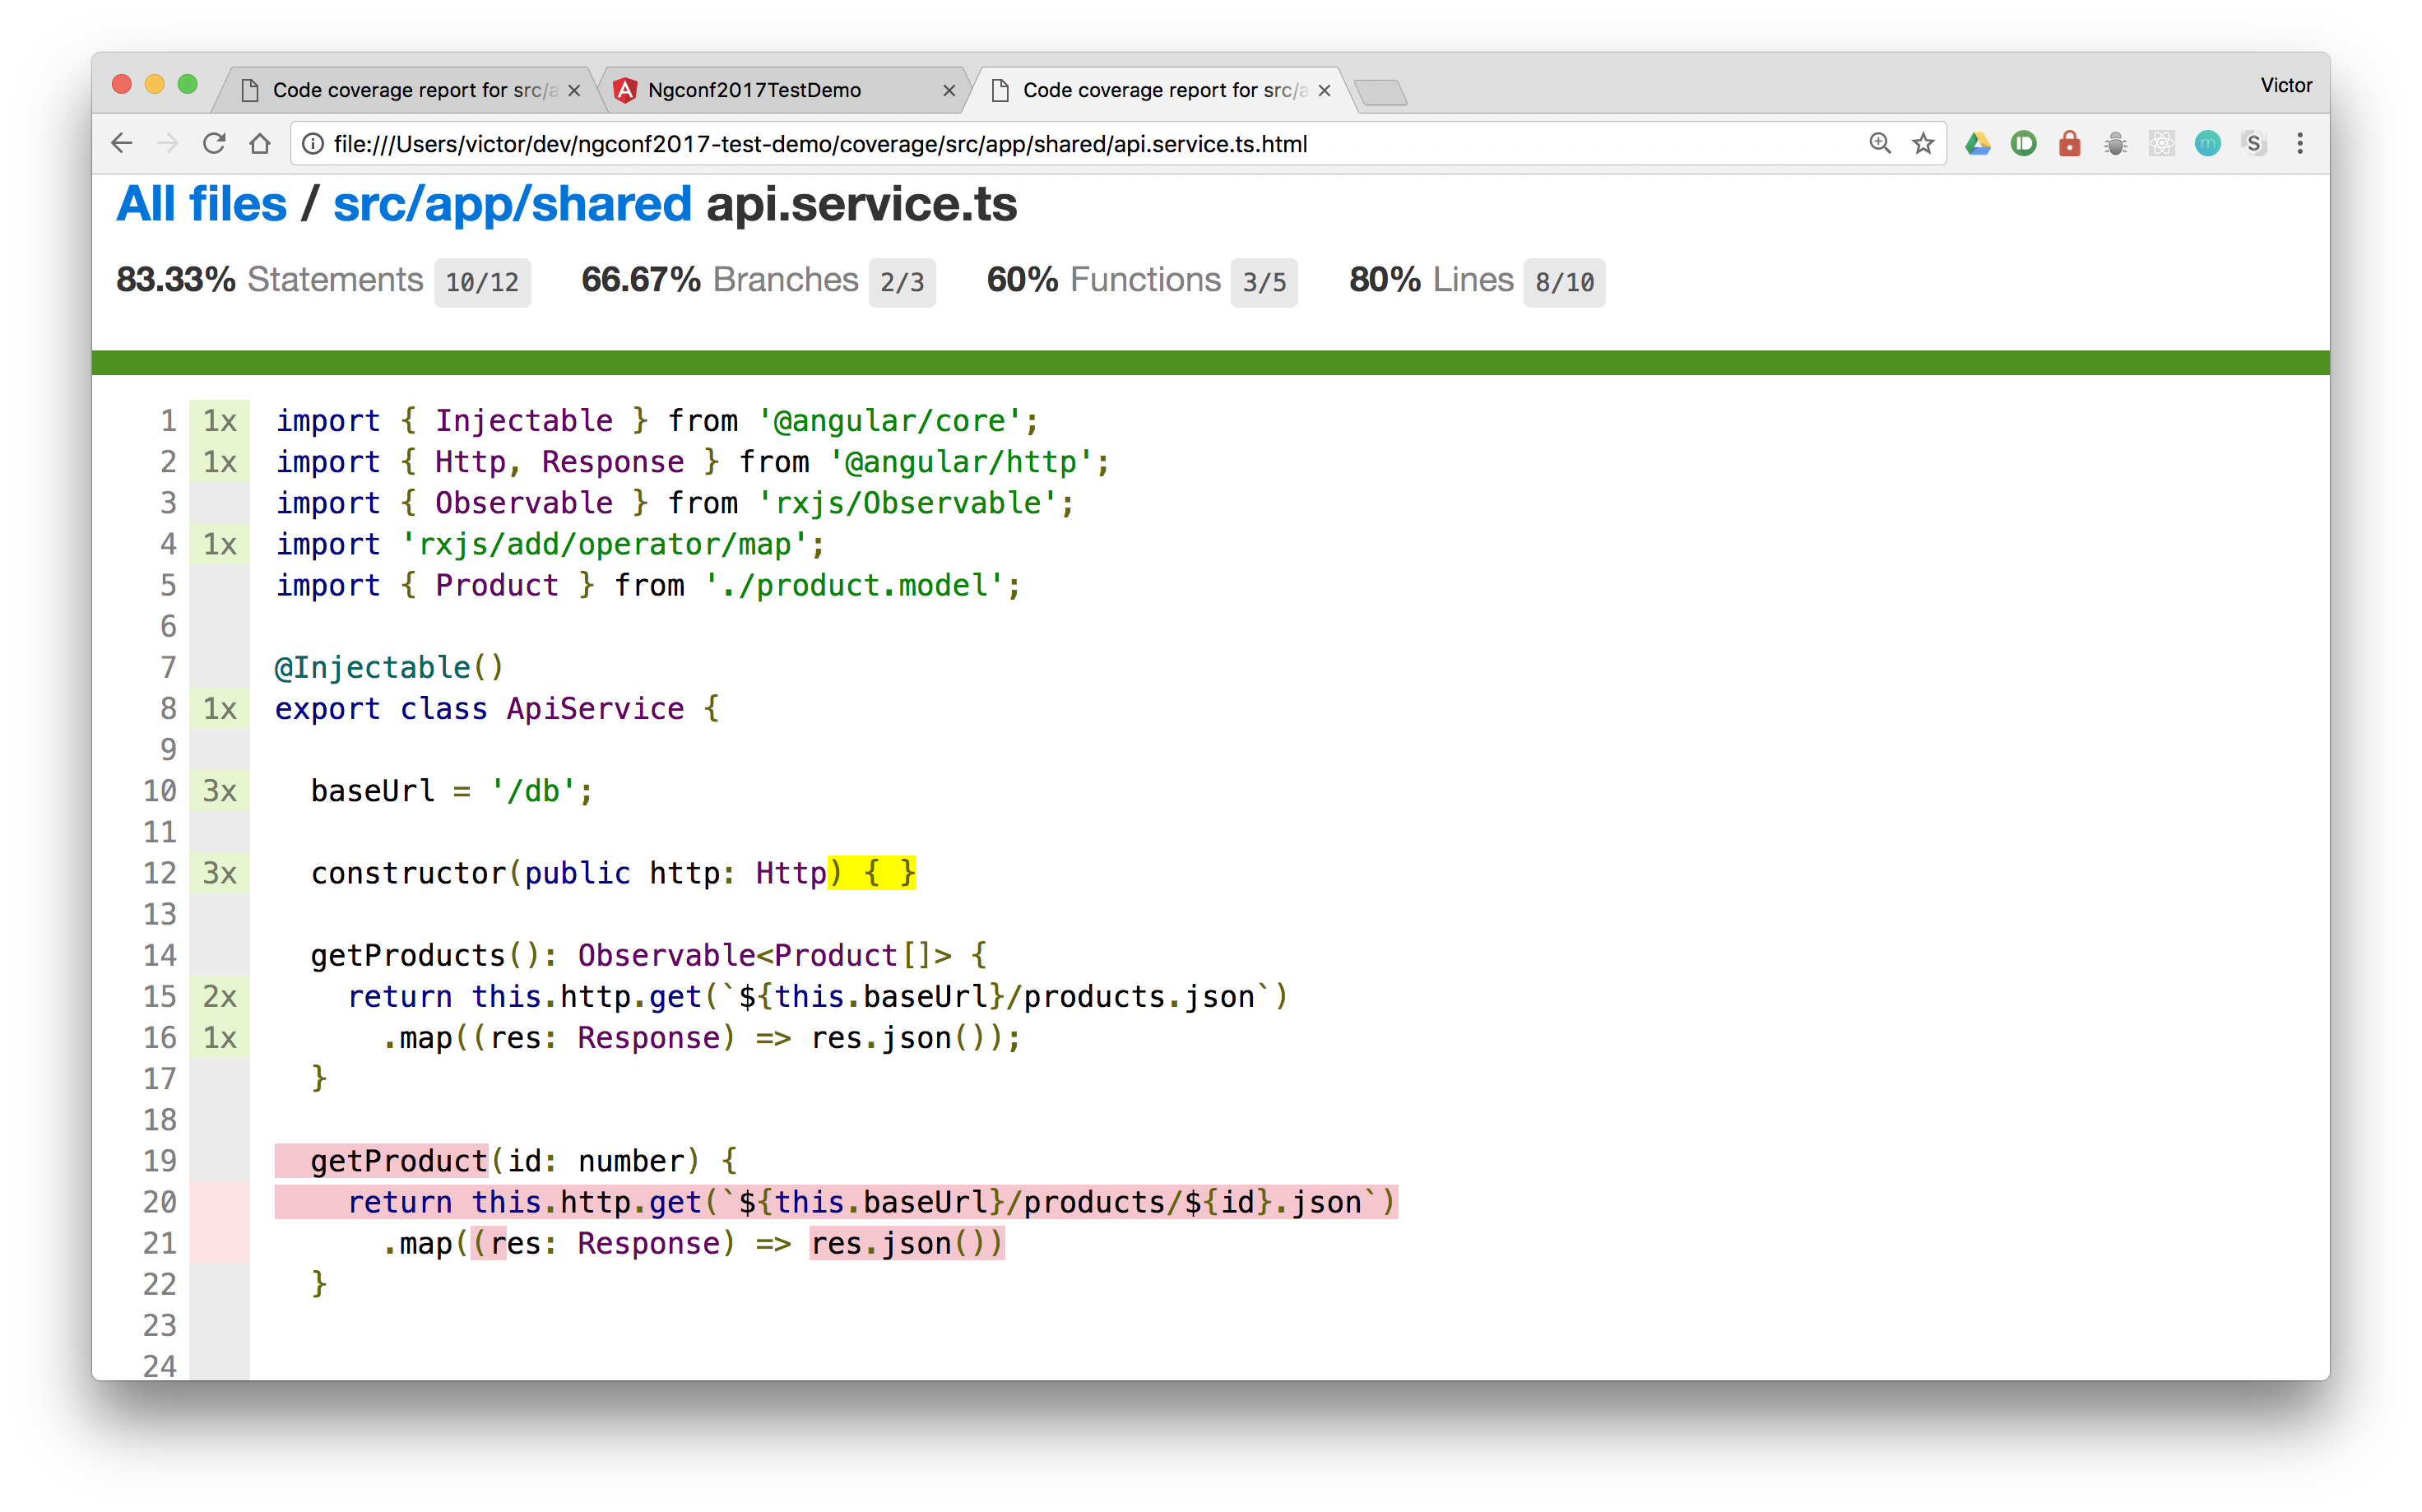 Code coverage report for src/a
Ngconf2017TestDemo
Code coverage report for src/a
Victor
file:///Users/victor/dev/ngconf2017-test-demo/coverage/src/app/shared/api.service.ts.html
All files / src/app/shared api.service.ts
83.33% Statements 10/12 66.67% Branches 2/3 60% Functions 3/5 80% Lines 8/10
1 1x import { Injectable } from '@angular/core';
2 1x import { Http, Response } from '@angular/http';
3 import { Observable } from 'rxjs/Observable';
4 1x import 'rxjs/add/operator/map';
5 import { Product } from './product.model';
6
7 @Injectable()
8 1x export class ApiService {
9
10 3x baseUrl = '/db';
11
12 3x constructor(public http: Http) { }
13
14 getProducts(): Observable<Product[]> {
15 2x return this.http.get(`${this.baseUrl}/products.json`)
16 1x .map((res: Response) => res.json());
17 }
18
19 getProduct(id: number) {
20 return this.http.get(`${this.baseUrl}/products/${id}.json`)
21 .map((res: Response) => res.json())
22 }
23
24